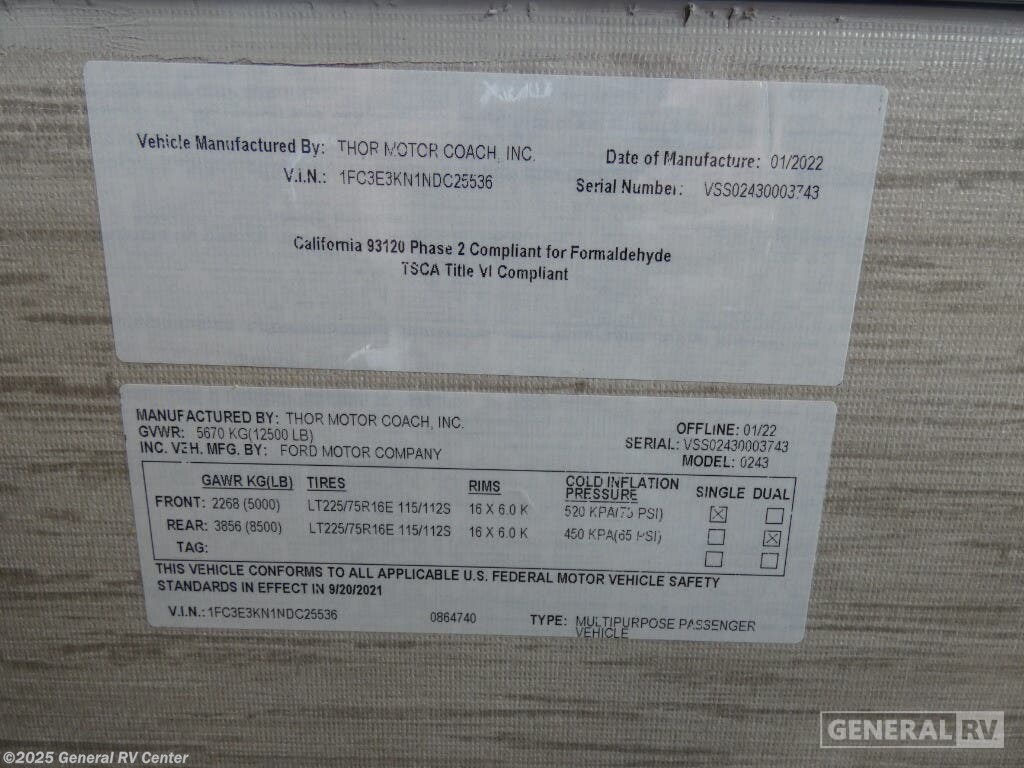 Vehicle Manufactured By: THOR MOTOR COACH, INC.
Date of Manufacture: 01/2022
V.I.N.: 1FC3E3KN1NDC25536
Serial Number: VSS02430003743
California 93120 Phase 2 Compliant for Formaldehyde
TSCA Title VI Compliant
MANUFACTURED BY: THOR MOTOR COACH, INC.
OFFLINE: 01/22
GVWR: 5670 KG(12500 LB)
SERIAL: VSS02430003743
INC. VEH. MFG. BY: FORD MOTOR COMPANY
MODEL: 0243
GAWR KG(LB) TIRES RIMS COLD INFLATION PRESSURE SINGLE DUAL
FRONT: 2268 (5000) LT225/75R16E 115/112S 16 X 6.0 K 520 KPA(75 PSI) ☒ ☐
REAR: 3856 (8500) LT225/75R16E 115/112S 16 X 6.0 K 450 KPA(65 PSI) ☐ ☒
TAG: ☐ ☐
THIS VEHICLE CONFORMS TO ALL APPLICABLE U.S. FEDERAL MOTOR VEHICLE SAFETY
STANDARDS IN EFFECT IN 9/20/2021
V.I.N.:1FC3E3KN1NDC25536 0864740 TYPE: MULTIPURPOSE PASSENGER
VEHICLE
GENERAL RV
©2025 General RV Center